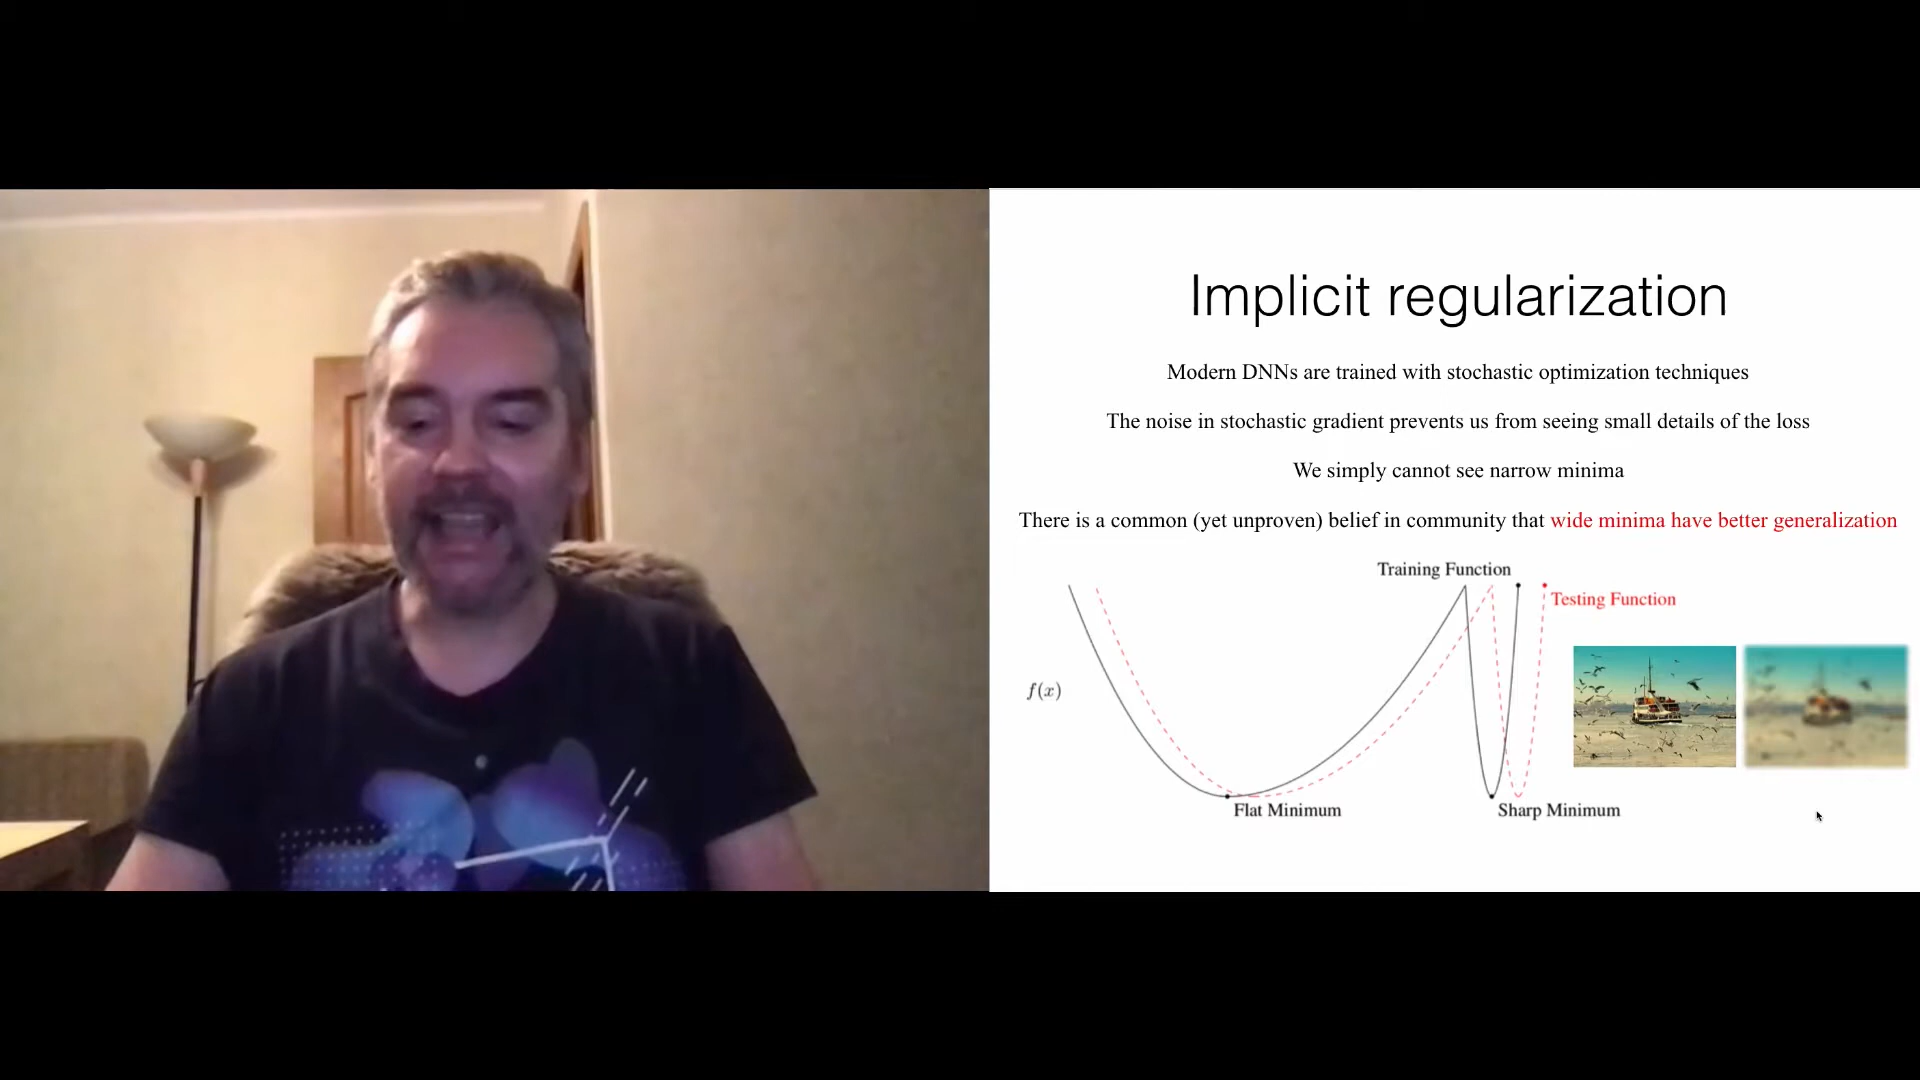 Implicit regularization
Modern DNNs are trained with stochastic optimization techniques
The noise in stochastic gradient prevents us from seeing small details of the loss
We simply cannot see narrow minima
There is a common (yet unproven) belief in community that wide minima have better generalization
Training Function
Testing Function
f(x)
Flat Minimum
Sharp Minimum